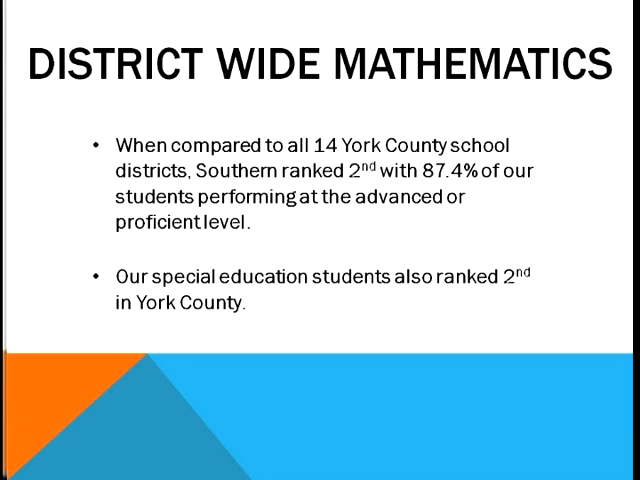 DISTRICT WIDE MATHEMATICS
• When compared to all 14 York County school
districts, Southern ranked 2nd with 87.4% of our
students performing at the advanced or
proficient level.
• Our special education students also ranked 2nd
in York County.